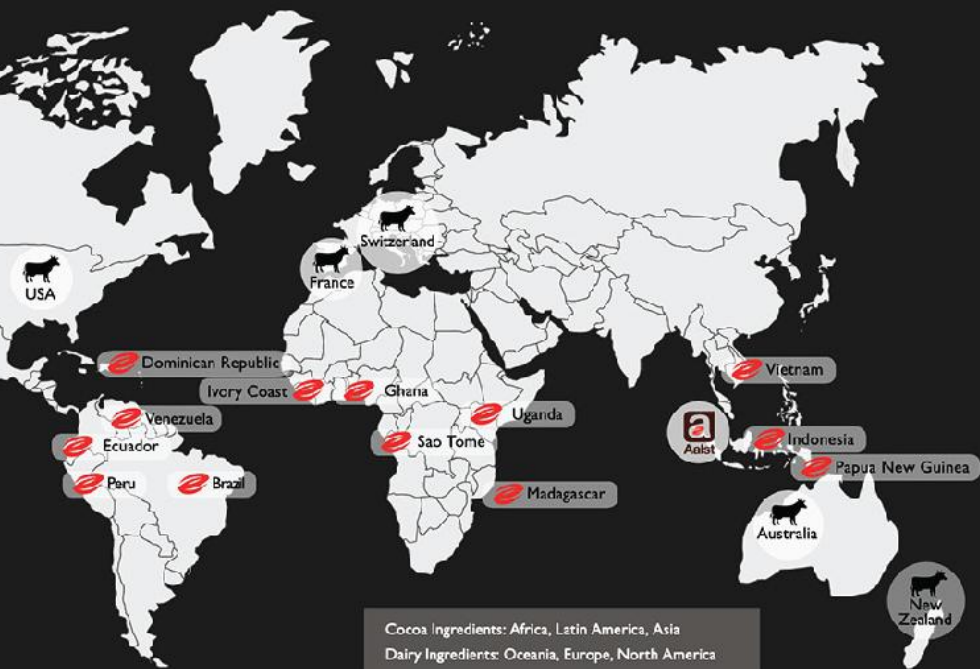 Switzerland
France
USA
Dominican Republic
Ivory Coast
Ghana
Vietnam
Venezuela
Uganda
Ecuador
Sao Tome
a
Aalst
Indonesia
Papua New Guinea
Peru
Brazil
Madagascar
Australia
New
Zealand
Cocoa Ingredients: Africa, Latin America, Asia
Dairy Ingredients: Oceania, Europe, North America